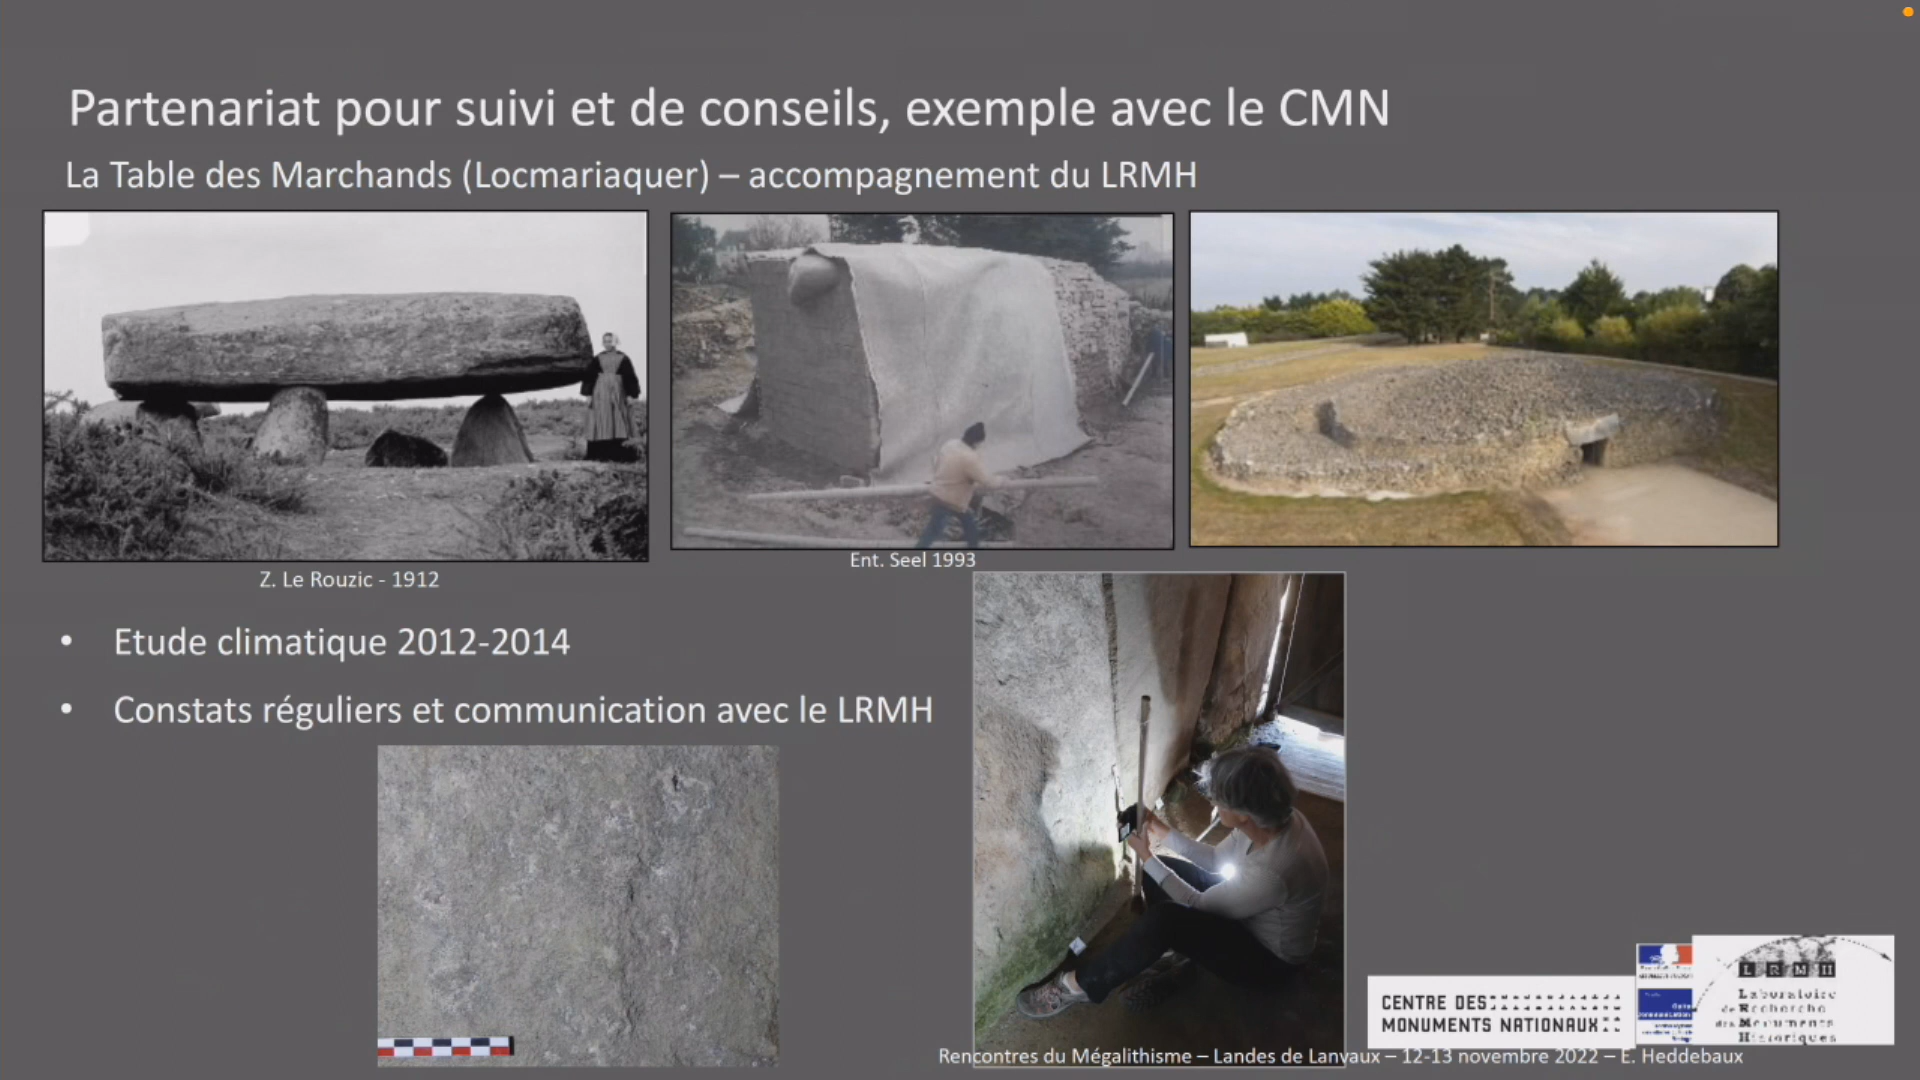 Partenariat pour suivi et de conseils, exemple avec le CMN
La Table des Marchands (Locmariaquer) – accompagnement du LRMH
Ent. Seel 1993
Z. Le Rouzic - 1912
• Etude climatique 2012-2014
• Constats réguliers et communication avec le LRMH
CENTRE DES
MONUMENTS NATIONAUX
L R M H
Laboratoire
de Recherche
des Monuments
Historiques
Rencontres du Mégalithisme – Landes de Lanvaux – 12-13 novembre 2022 – E. Heddebaux